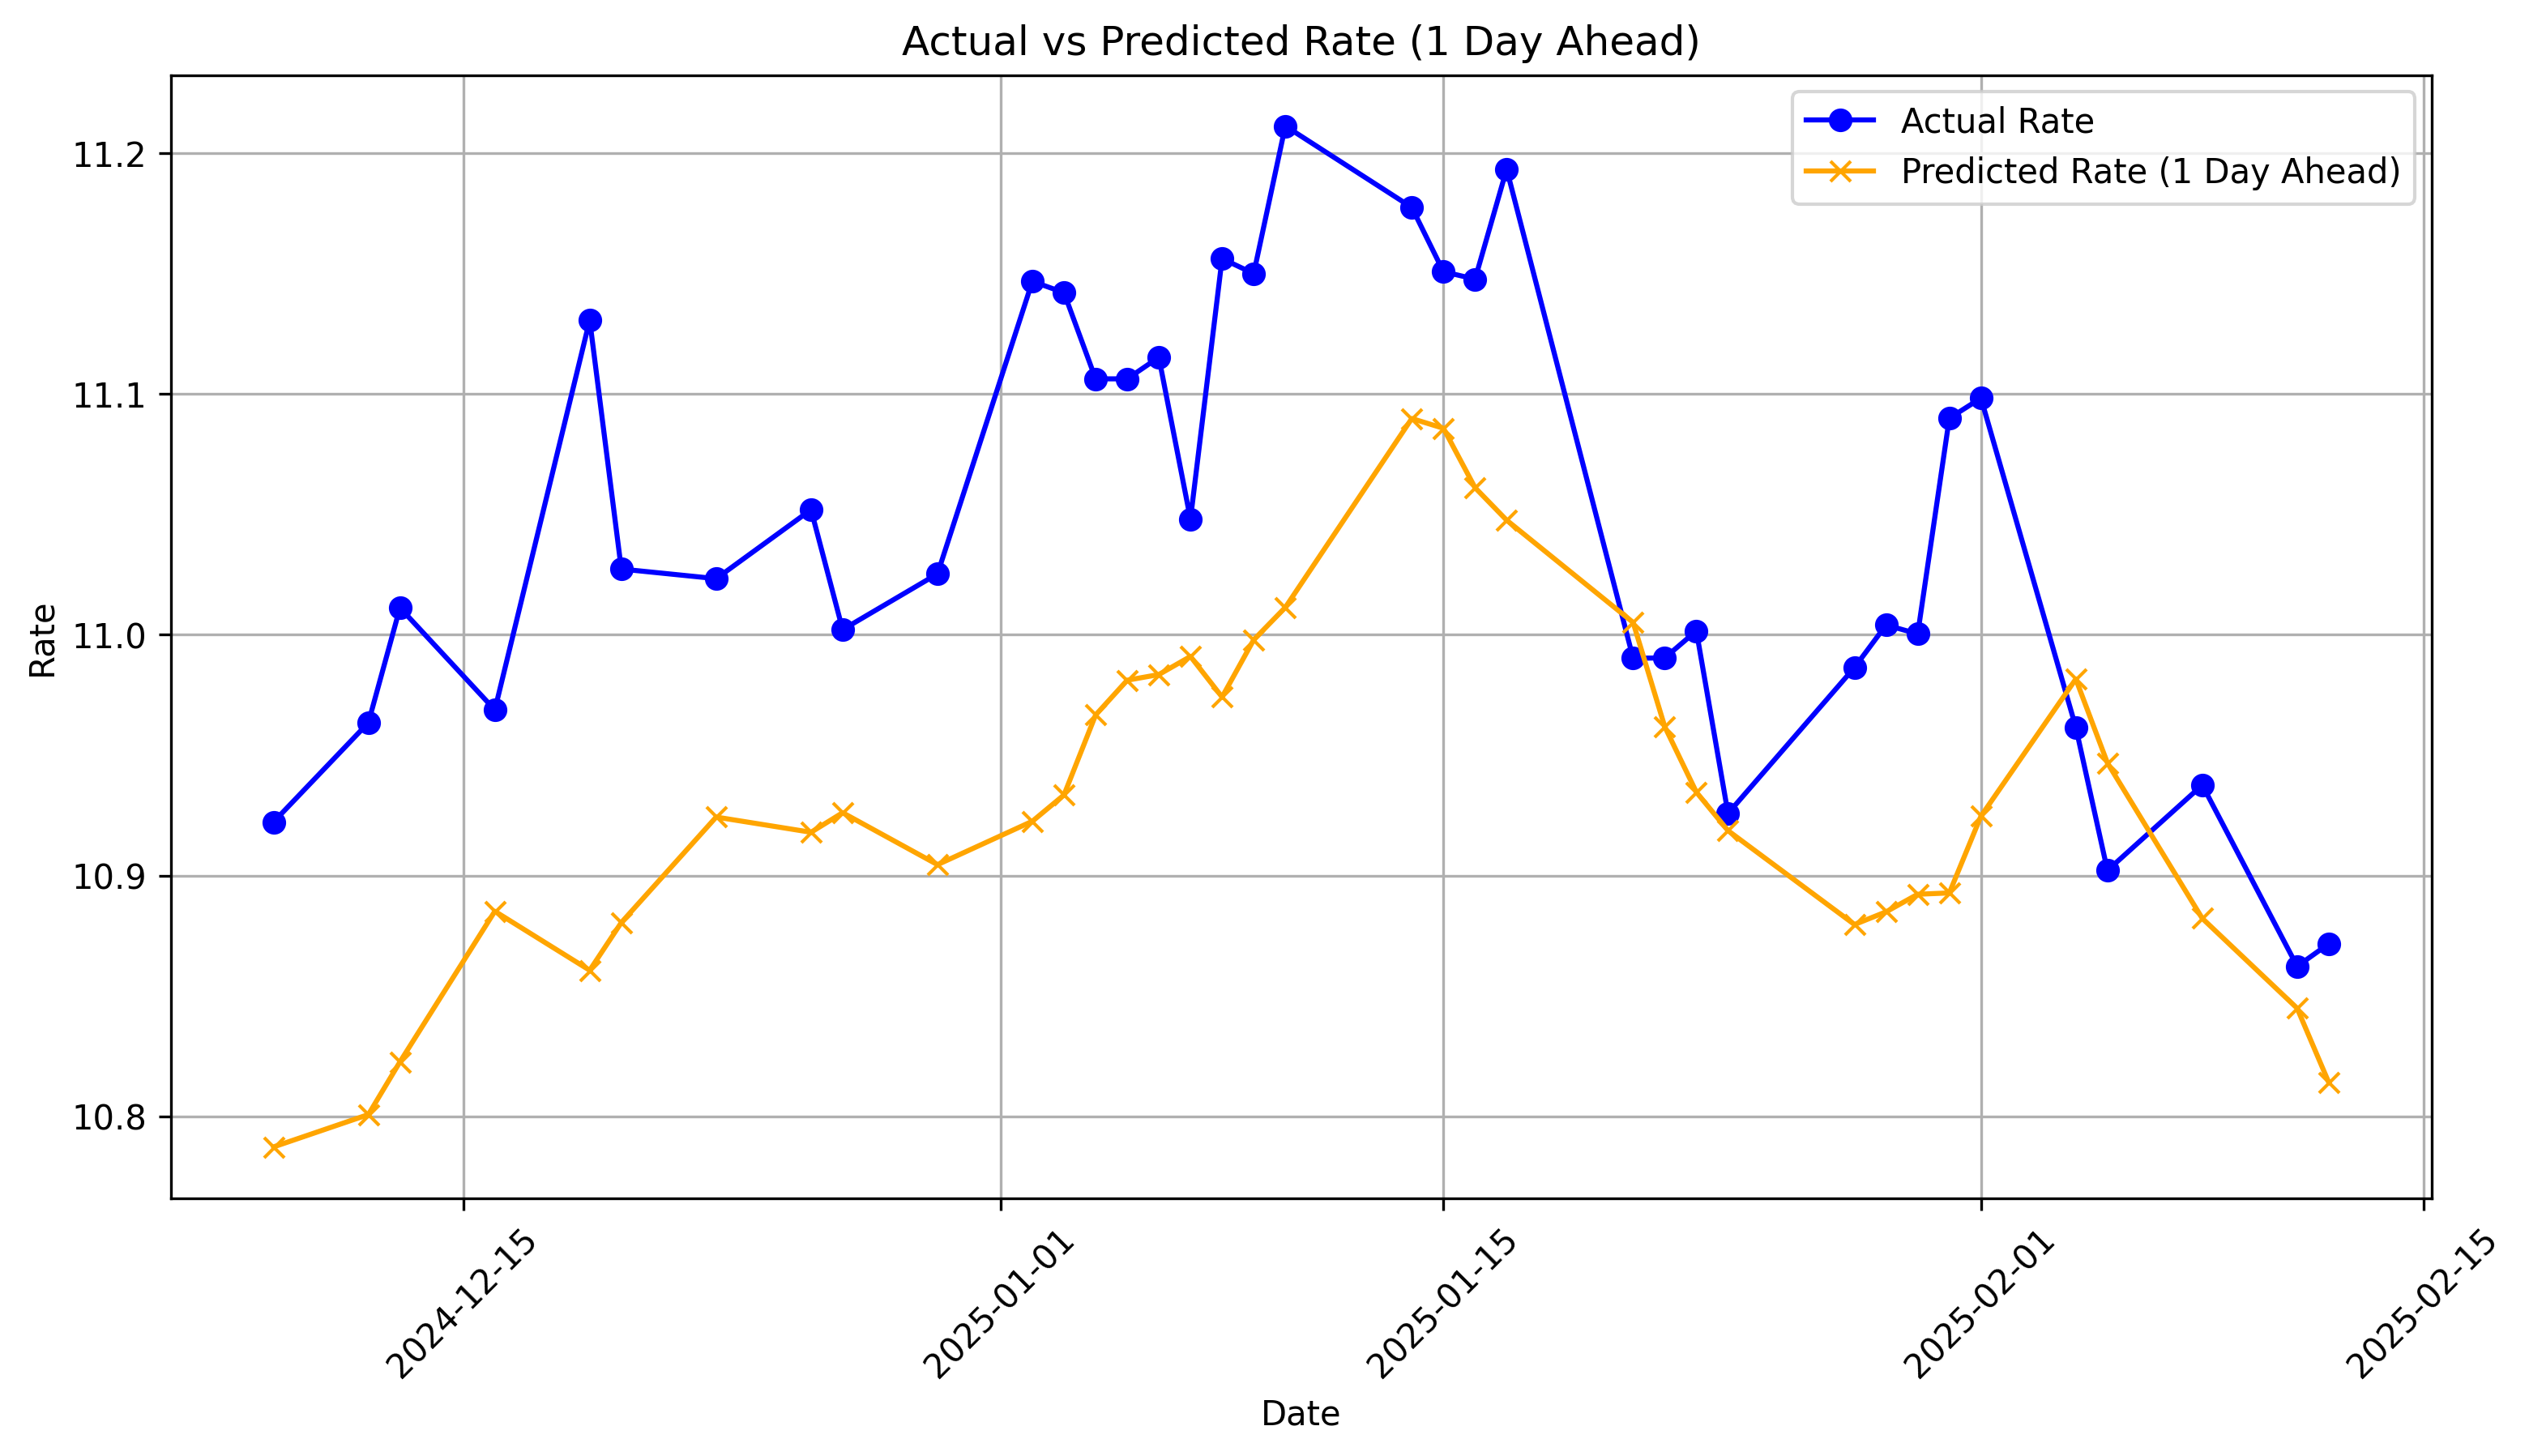 Actual vs Predicted Rate (1 Day Ahead)
Actual Rate
Predicted Rate (1 Day Ahead)
Rate
11.2
11.1
11.0
10.9
10.8
2024-12-15
2025-01-01
2025-01-15
2025-02-01
2025-02-15
Date